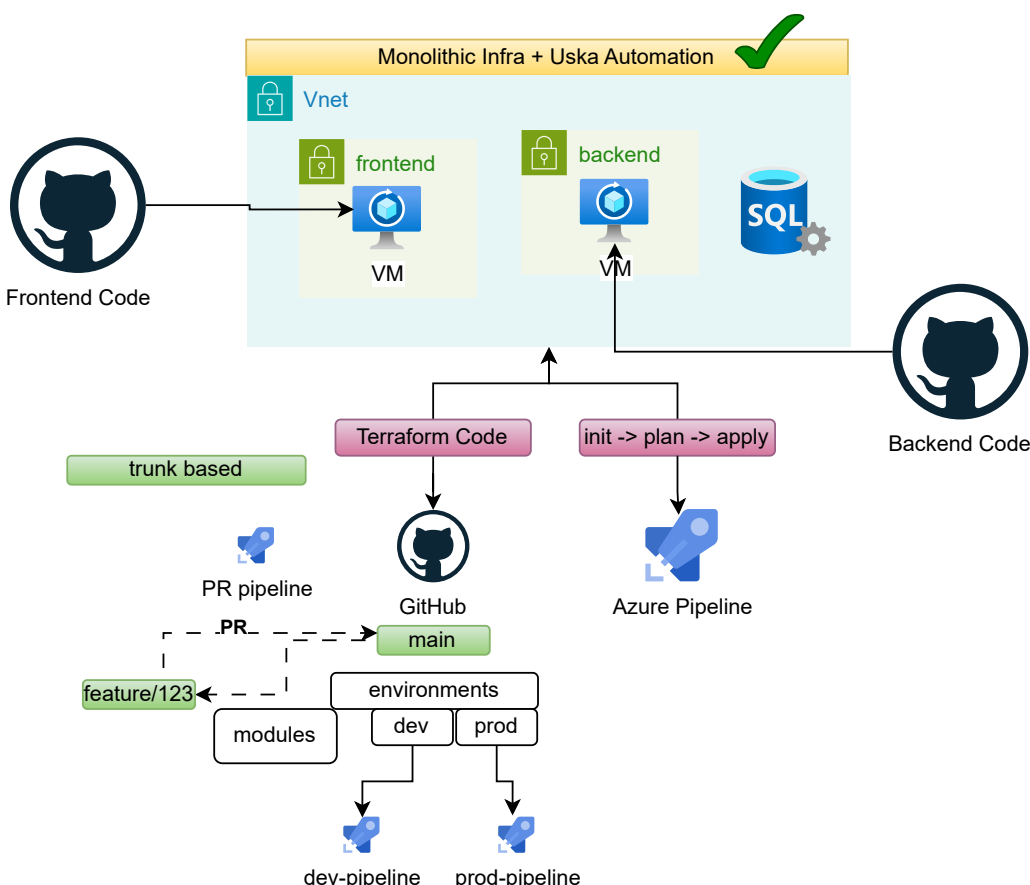 Monolithic Infra + Uska Automation
Vnet
frontend
backend
SQL
VM
VM
Frontend Code
Backend Code
Terraform Code
init -> plan -> apply
trunk based
PR pipeline
GitHub
Azure Pipeline
PR
main
feature/123
environments
modules
dev
prod
dev-pipeline
prod-pipeline